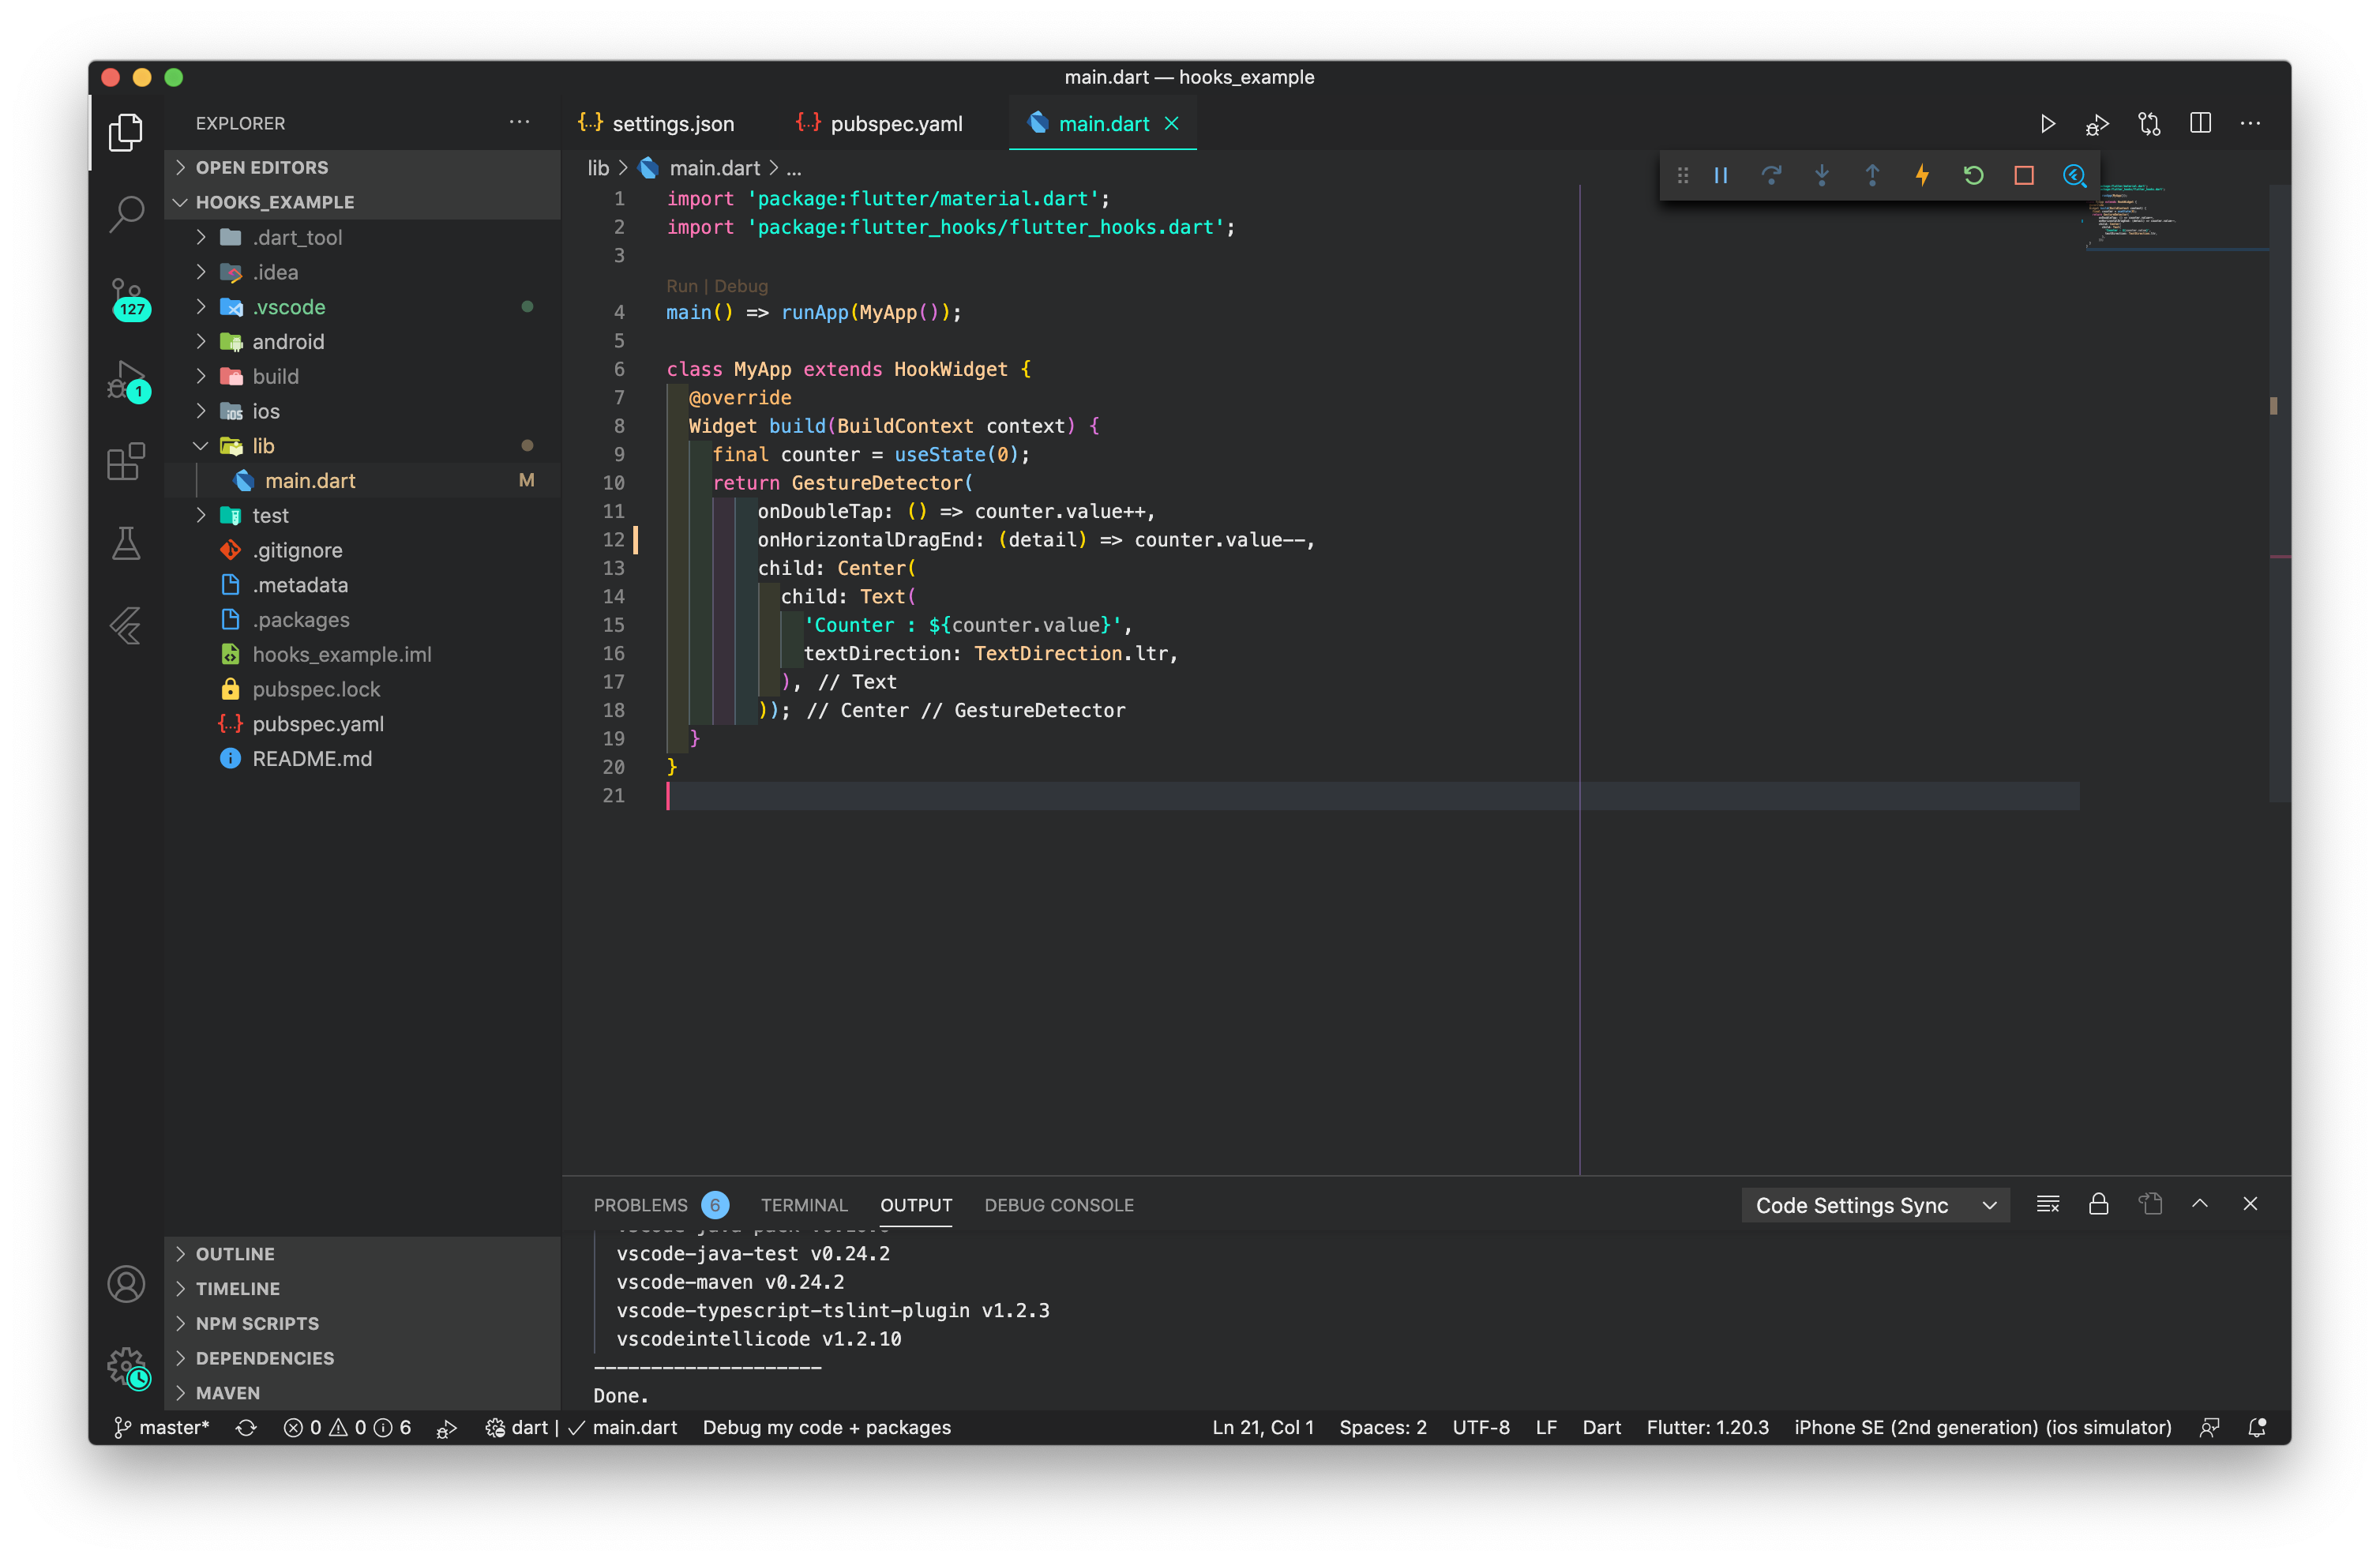 main.dart — hooks_example
EXPLORER
OPEN EDITORS
HOOKS_EXAMPLE
.dart_tool
.idea
.vscode
android
build
ios
lib
main.dart M
test
.gitignore
.metadata
.packages
hooks_example.iml
pubspec.lock
pubspec.yaml
README.md
OUTLINE
TIMELINE
NPM SCRIPTS
DEPENDENCIES
MAVEN
127
1
settings.json pubspec.yaml main.dart
lib > main.dart > ...
1 import 'package:flutter/material.dart';
2 import 'package:flutter_hooks/flutter_hooks.dart';
3
Run | Debug
4 main() => runApp(MyApp());
5
6 class MyApp extends HookWidget {
7 @override
8 Widget build(BuildContext context) {
9 final counter = useState(0);
10 return GestureDetector(
11 onDoubleTap: () => counter.value++,
12 onHorizontalDragEnd: (detail) => counter.value--,
13 child: Center(
14 child: Text(
15 'Counter : ${counter.value}',
16 textDirection: TextDirection.ltr,
17 ), // Text
18 )); // Center // GestureDetector
19 }
20 }
21
PROBLEMS 6 TERMINAL OUTPUT DEBUG CONSOLE Code Settings Sync
vscode-java-test v0.24.2
vscode-maven v0.24.2
vscode-typescript-tslint-plugin v1.2.3
vscodeintellicode v1.2.10
--------------------
Done.
master* 0 0 6 dart | ✓ main.dart Debug my code + packages Ln 21, Col 1 Spaces: 2 UTF-8 LF Dart Flutter: 1.20.3 iPhone SE (2nd generation) (ios simulator)